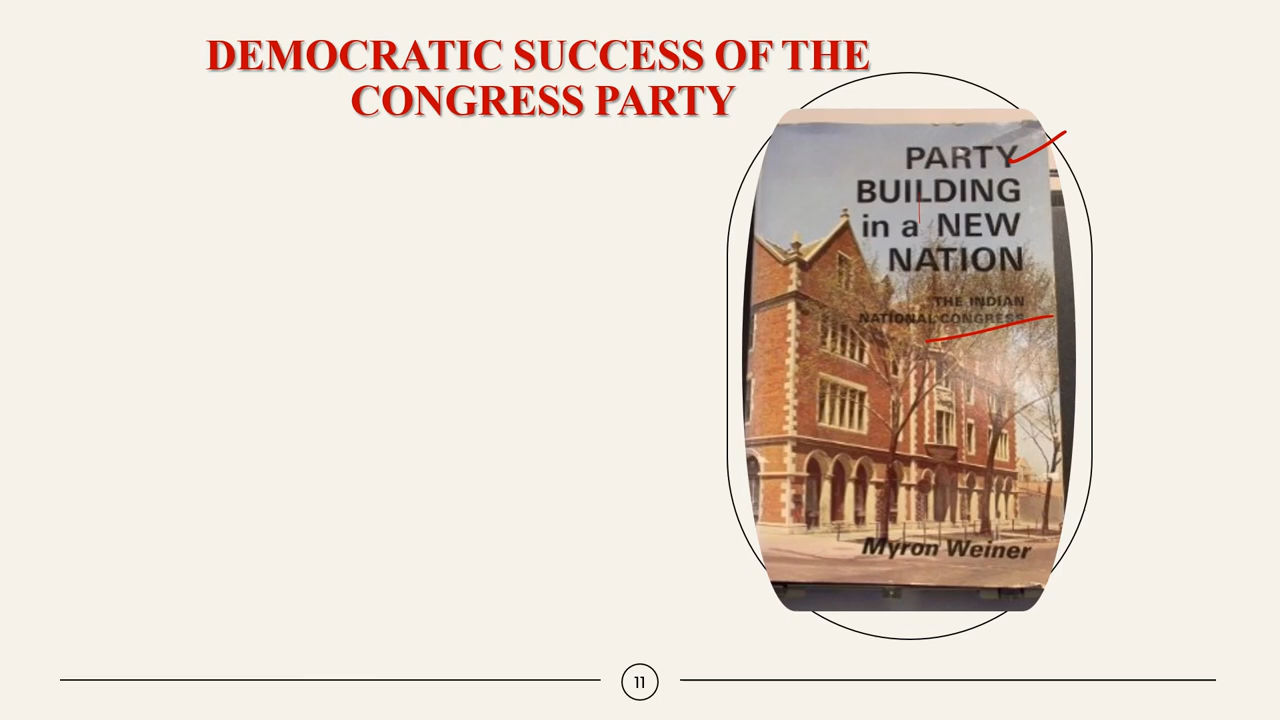 DEMOCRATIC SUCCESS OF THE
CONGRESS PARTY
PARTY
BUILDING
in a NEW
NATION
THE INDIAN
NATIONAL CONGRESS
Myron Weiner
11